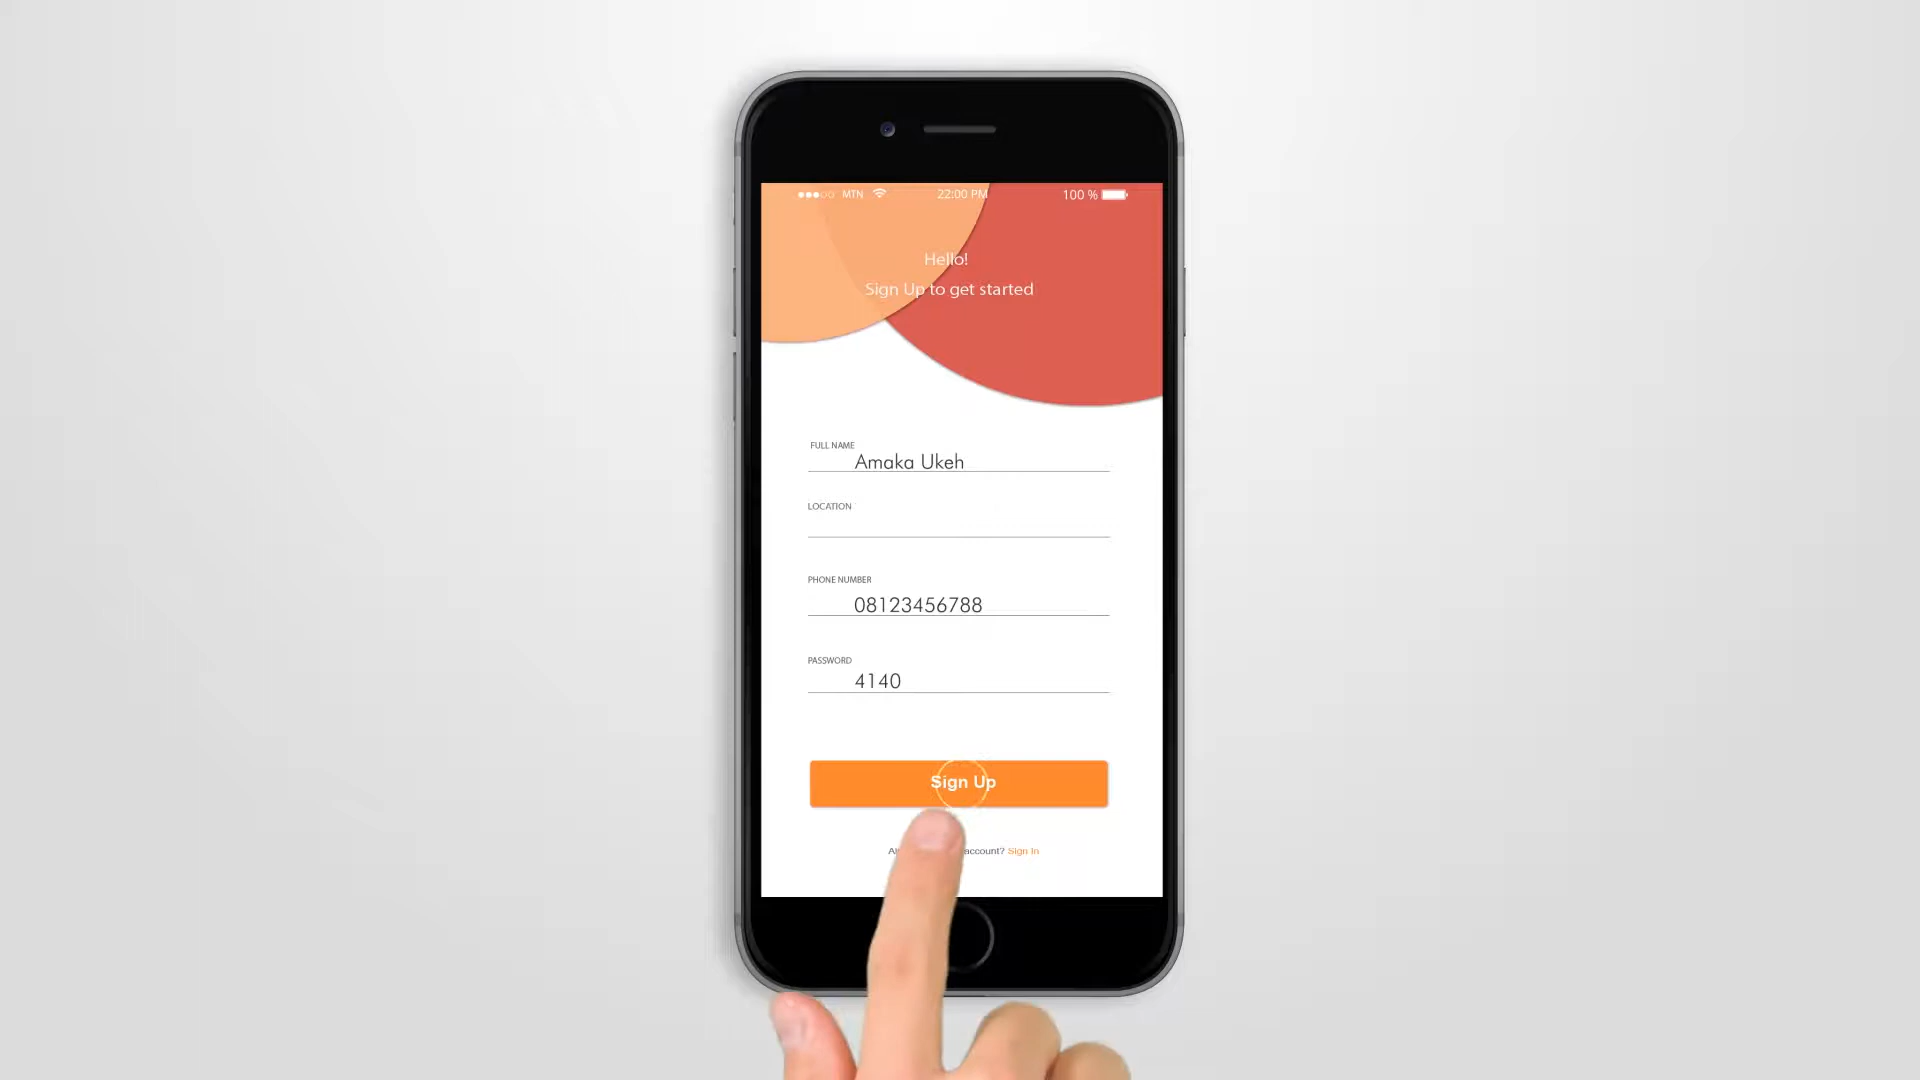 MTN 22:00 PM 100 %
Hello!
Sign Up to get started
FULL NAME
Amaka Ukeh
LOCATION
PHONE NUMBER
08123456788
PASSWORD
4140
Sign Up
account? Sign In